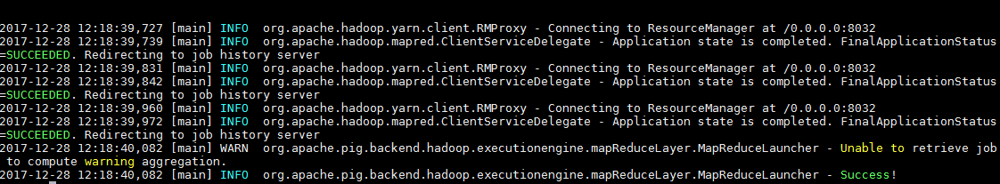 2017-12-28 12:18:39,727 [main] INFO  org.apache.hadoop.yarn.client.RMProxy - Connecting to ResourceManager at /0.0.0.0:8032
2017-12-28 12:18:39,739 [main] INFO  org.apache.hadoop.mapred.ClientServiceDelegate - Application state is completed. FinalApplicationStatus
=SUCCEEDED. Redirecting to job history server
2017-12-28 12:18:39,831 [main] INFO  org.apache.hadoop.yarn.client.RMProxy - Connecting to ResourceManager at /0.0.0.0:8032
2017-12-28 12:18:39,842 [main] INFO  org.apache.hadoop.mapred.ClientServiceDelegate - Application state is completed. FinalApplicationStatus
=SUCCEEDED. Redirecting to job history server
2017-12-28 12:18:39,960 [main] INFO  org.apache.hadoop.yarn.client.RMProxy - Connecting to ResourceManager at /0.0.0.0:8032
2017-12-28 12:18:39,972 [main] INFO  org.apache.hadoop.mapred.ClientServiceDelegate - Application state is completed. FinalApplicationStatus
=SUCCEEDED. Redirecting to job history server
2017-12-28 12:18:40,082 [main] WARN  org.apache.pig.backend.hadoop.executionengine.mapReduceLayer.MapReduceLauncher - Unable to retrieve job
 to compute warning aggregation.
2017-12-28 12:18:40,082 [main] INFO  org.apache.pig.backend.hadoop.executionengine.mapReduceLayer.MapReduceLauncher - Success!